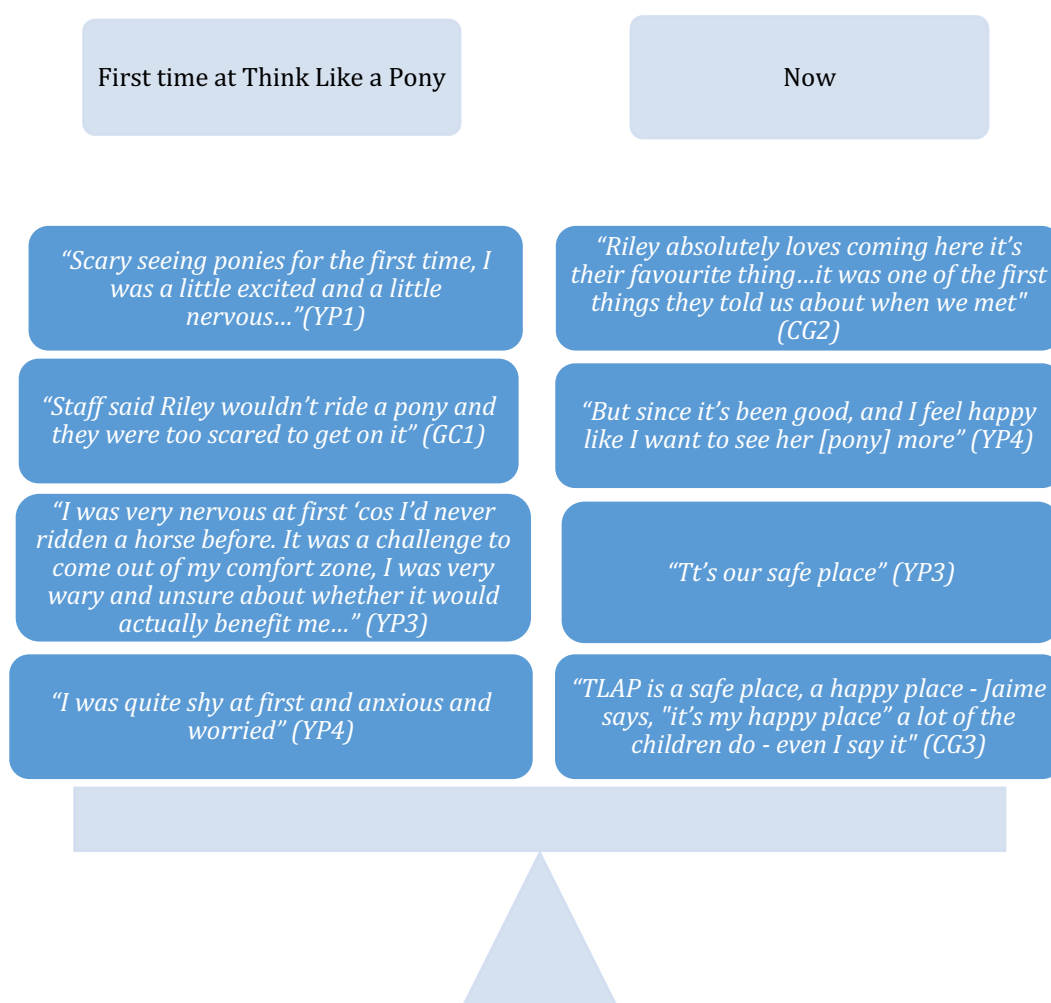 First time at Think Like a Pony
Now
“Scary seeing ponies for the first time, I
was a little excited and a little
nervous…”(YP1)
“Staff said Riley wouldn’t ride a pony and
they were too scared to get on it” (GC1)
“I was very nervous at first ‘cos I’d never
ridden a horse before. It was a challenge to
come out of my comfort zone, I was very
wary and unsure about whether it would
actually benefit me…” (YP3)
“I was quite shy at first and anxious and
worried” (YP4)
“Riley absolutely loves coming here it’s
their favourite thing…it was one of the first
things they told us about when we met"
(CG2)
“But since it’s been good, and I feel happy
like I want to see her [pony] more” (YP4)
“Tt’s our safe place” (YP3)
“TLAP is a safe place, a happy place - Jaime
says, "it’s my happy place” a lot of the
children do - even I say it" (CG3)